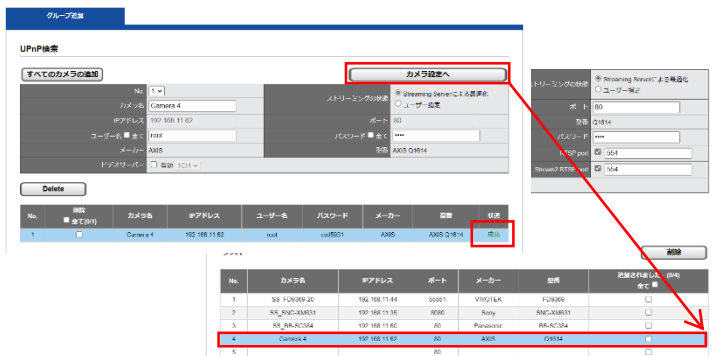 グループ追加
UPnP検索
すべてのカメラの追加
カメラ設定へ
No. 1
カメラ名 Camera 4
IPアドレス 192.168.11.62
ユーザー名 全て root
メーカー AXIS
ビデオサーバー 有効 1CH
ストリーミングの状態 Streaming Serverによる最適化
ユーザー指定
ポート 80
パスワード 全て ••••
型番 AXIS Q1614
Delete
No. 削除 全て(0/1) カメラ名 IPアドレス ユーザー名 パスワード メーカー 型番 状態
1 Camera 4 192.168.11.62 root AXIS AXIS Q1614 成功
ストリーミングの状態 Streaming Serverによる最適化
ユーザー指定
ポート 80
型番 Q1614
パスワード ••••
RTSP port 554
Stream2 RTSP port 554
削除
No. カメラ名 IPアドレス ポート メーカー 型番 追加されました (0/4)
全て
1 SS_FD9369-20 192.168.11.44 55551 VIVOTEK FD9369
2 SS_SNC-XM631 192.168.11.35 8080 Sony SNC-XM631
3 SS_BB-SC384 192.168.11.60 80 Panasonic BB-SC384
4 Camera 4 192.168.11.62 80 AXIS Q1614
5 80